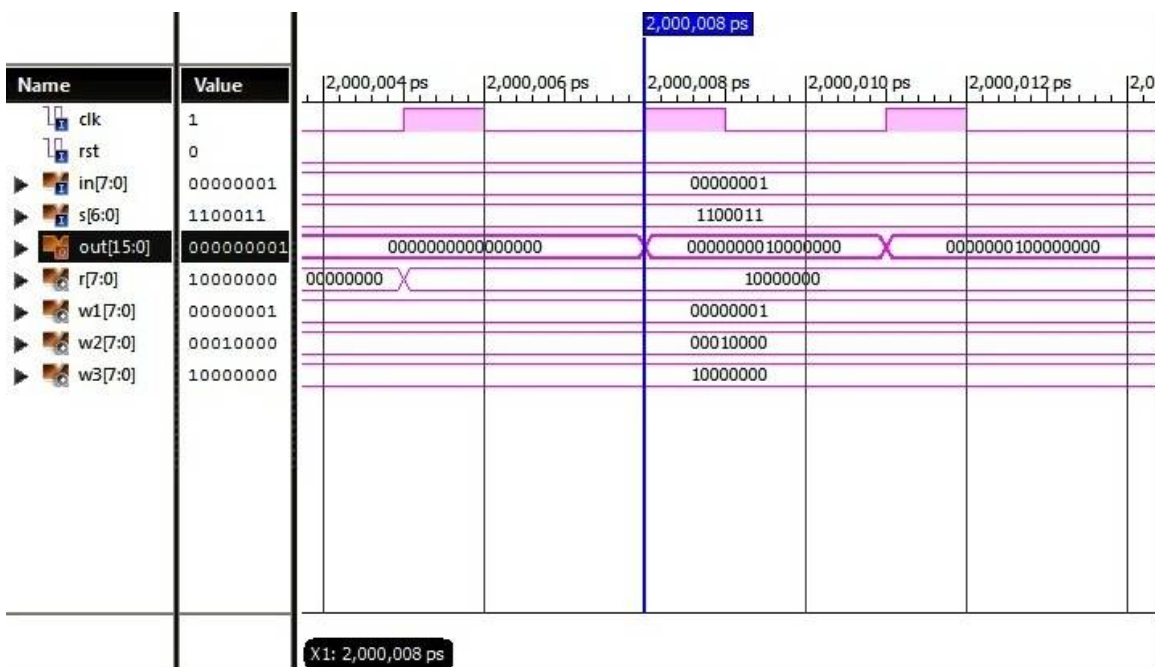 2,000,008 ps
Name Value 2,000,004 ps 2,000,006 ps 2,000,008 ps 2,000,010 ps 2,000,012 ps 2,0
clk 1
rst 0
in[7:0] 00000001 00000001
s[6:0] 1100011 1100011
out[15:0] 000000001 0000000000000000 0000000010000000 0000000100000000
r[7:0] 10000000 00000000 10000000
w1[7:0] 00000001 00000001
w2[7:0] 00010000 00010000
w3[7:0] 10000000 10000000
X1: 2,000,008 ps